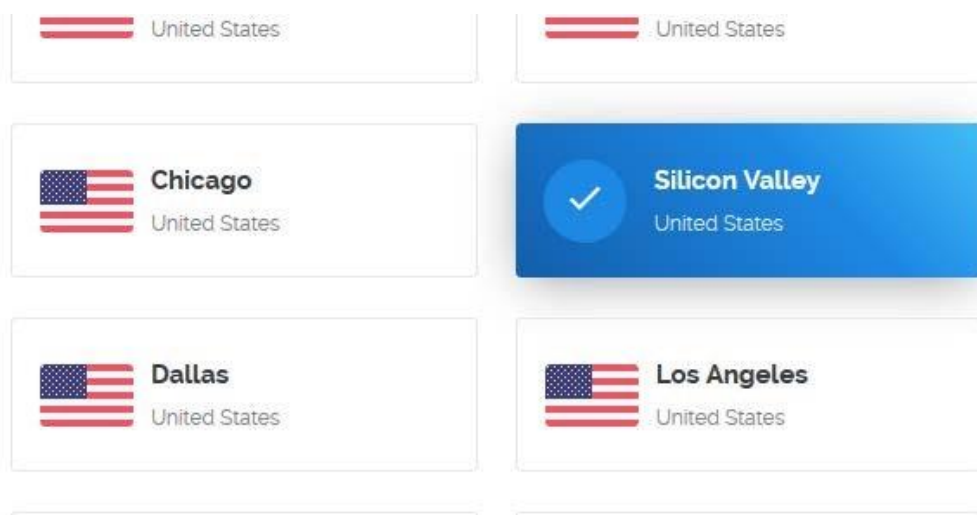 United States
United States
Chicago
United States
Silicon Valley
United States
Dallas
United States
Los Angeles
United States